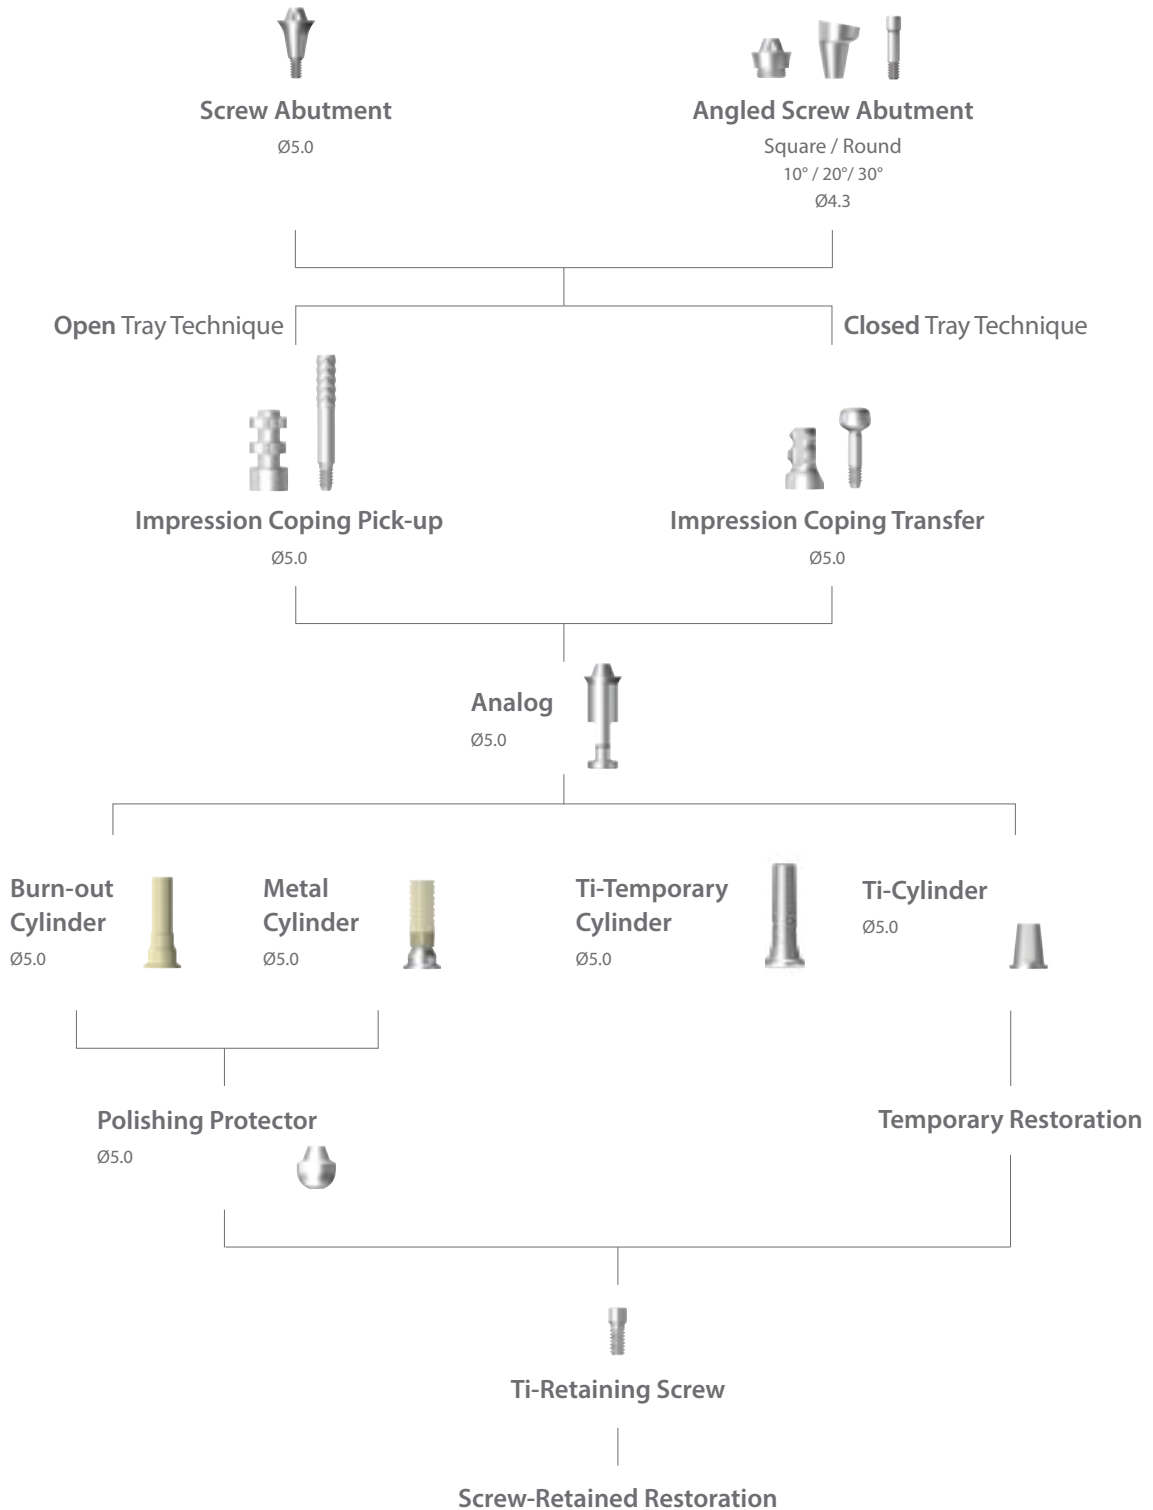 Screw Abutment
Ø5.0
Angled Screw Abutment
Square / Round
10° / 20°/ 30°
Ø4.3
Open Tray Technique
Closed Tray Technique
Impression Coping Pick-up
Ø5.0
Impression Coping Transfer
Ø5.0
Analog
Ø5.0
Burn-out
Cylinder
Ø5.0
Metal
Cylinder
Ø5.0
Ti-Temporary
Cylinder
Ø5.0
Ti-Cylinder
Ø5.0
Polishing Protector
Ø5.0
Temporary Restoration
Ti-Retaining Screw
Screw-Retained Restoration